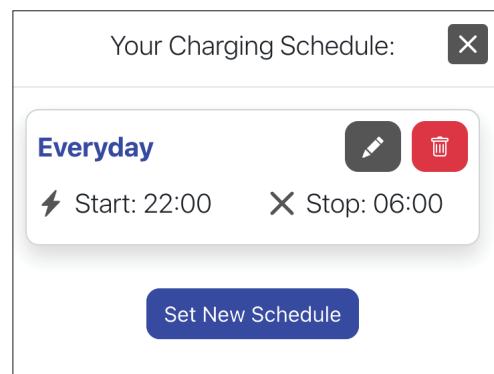 Your Charging Schedule:
Everyday
Start: 22:00 Stop: 06:00
Set New Schedule